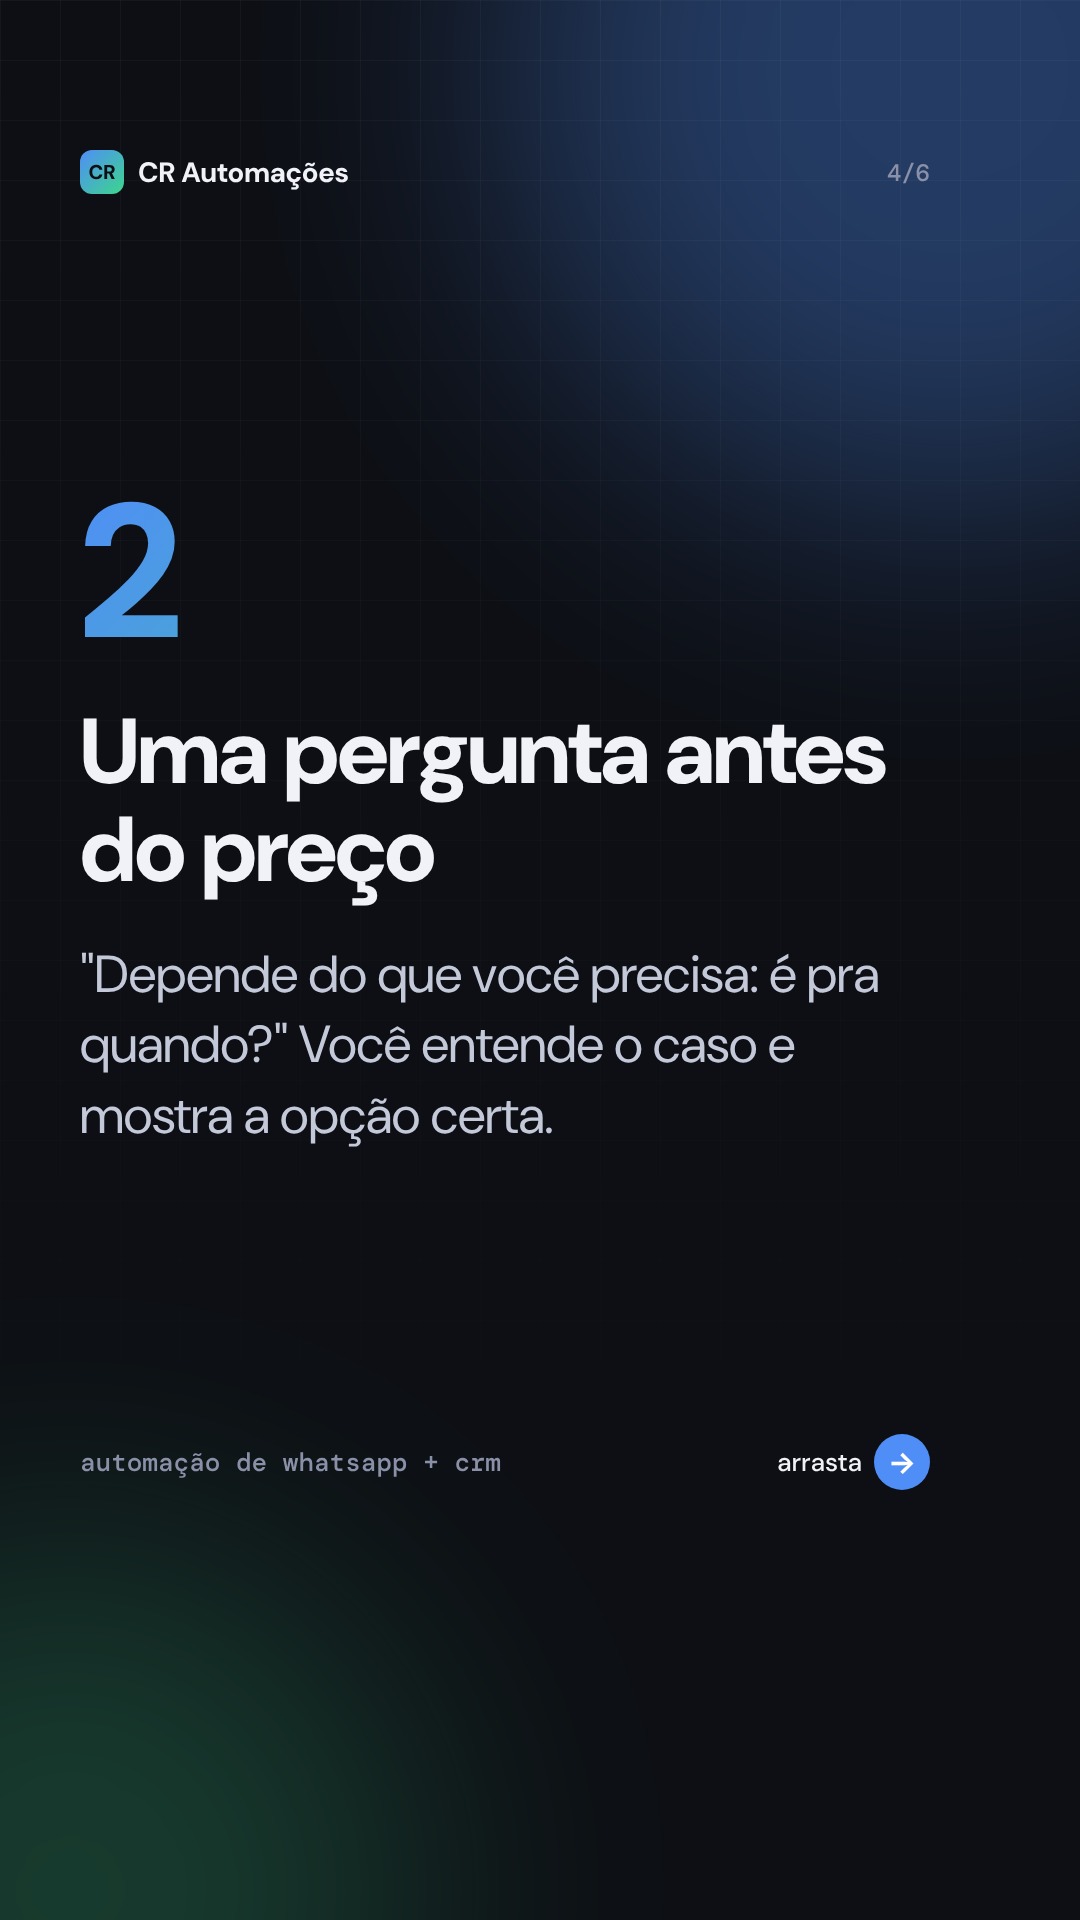 CR
CR Automações
4/6
2
Uma pergunta antes
do preço
"Depende do que você precisa: é pra
quando?" Você entende o caso e
mostra a opção certa.
automação de whatsapp + crm
arrasta →